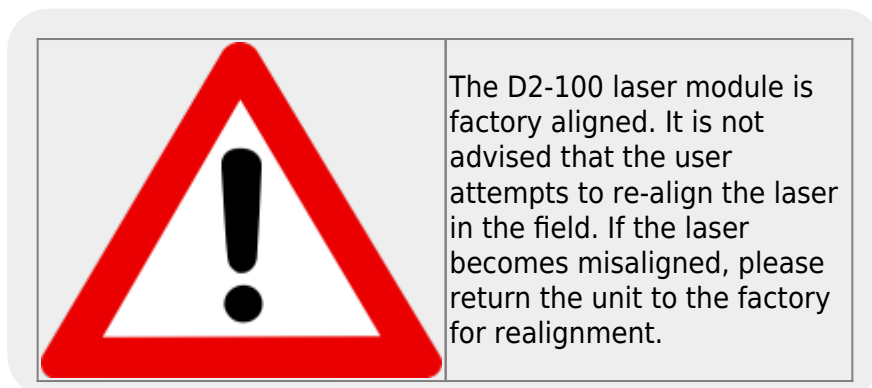 The D2-100 laser module is
factory aligned. It is not
advised that the user
attempts to re-align the laser
in the field. If the laser
becomes misaligned, please
return the unit to the factory
for realignment.